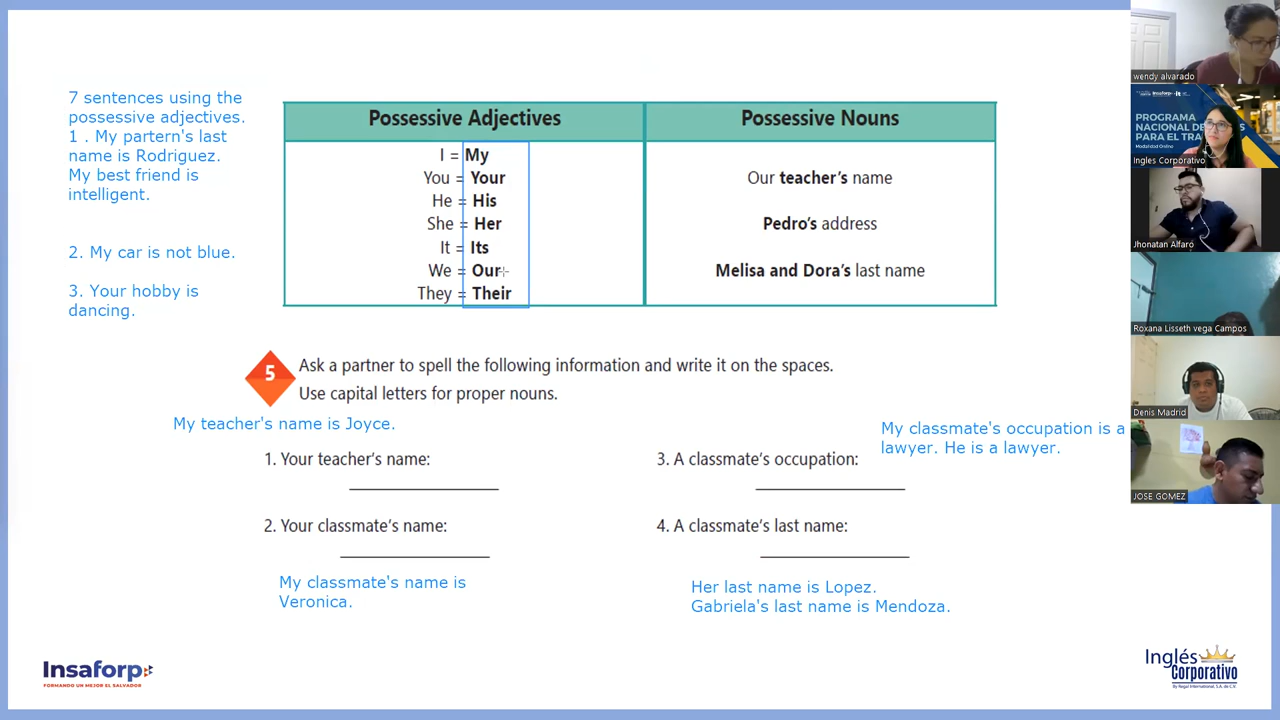 7 sentences using the
possessive adjectives.
1 . My partern's last
name is Rodriguez.
My best friend is
intelligent.
2. My car is not blue.
3. Your hobby is
dancing.
Possessive Adjectives
I = My
You = Your
He = His
She = Her
It = Its
We = Our
They = Their
Possessive Nouns
Our teacher's name
Pedro's address
Melisa and Dora's last name
5
Ask a partner to spell the following information and write it on the spaces.
Use capital letters for proper nouns.
My teacher's name is Joyce.
1. Your teacher's name:
2. Your classmate's name:
My classmate's name is
Veronica.
My classmate's occupation is a
lawyer. He is a lawyer.
3. A classmate's occupation:
4. A classmate's last name:
Her last name is Lopez.
Gabriela's last name is Mendoza.
Insaforp
FORMANDO UN MEJOR EL SALVADOR
Inglés
Corporativo
By Regal International, S.A. de C.V.
wendy alvarado
PROGRAMA
NACIONAL DE
PARA EL TRA
Modalidad Online
Ingles Corporativo
Jhonatan Alfaro
Roxana Lisseth vega Campos
Denis Madrid
JOSE GOMEZ